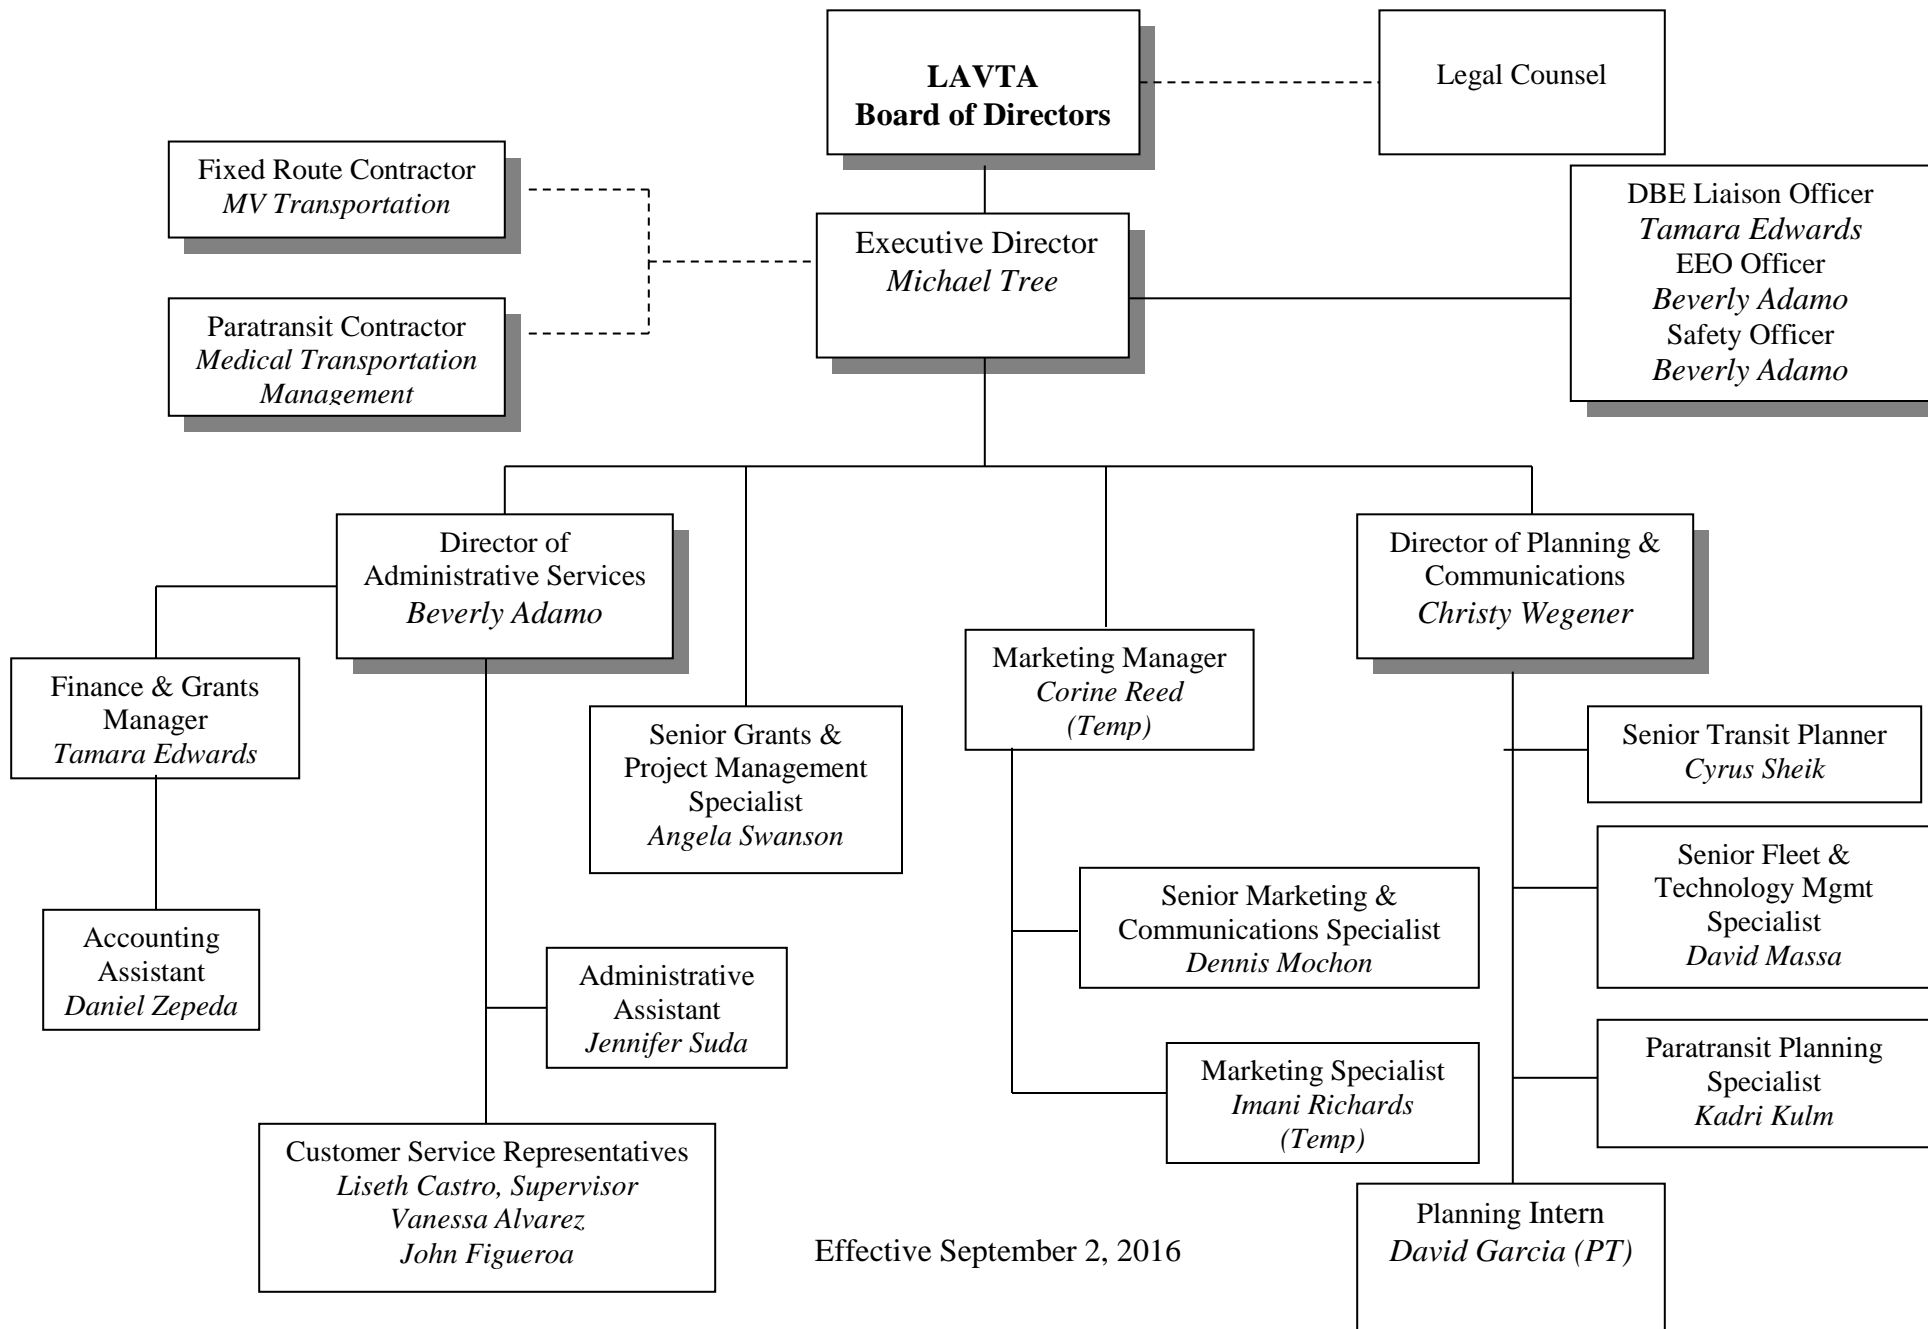 LAVTA
Board of Directors
Legal Counsel
Fixed Route Contractor
MV Transportation
Executive Director
Michael Tree
DBE Liaison Officer
Tamara Edwards
EEO Officer
Beverly Adamo
Safety Officer
Beverly Adamo
Paratransit Contractor
Medical Transportation
Management
Director of
Administrative Services
Beverly Adamo
Director of Planning &
Communications
Christy Wegener
Finance & Grants
Manager
Tamara Edwards
Senior Grants &
Project Management
Specialist
Angela Swanson
Marketing Manager
Corine Reed
(Temp)
Senior Transit Planner
Cyrus Sheik
Senior Fleet &
Technology Mgmt
Specialist
David Massa
Senior Marketing &
Communications Specialist
Dennis Mochon
Accounting
Assistant
Daniel Zepeda
Administrative
Assistant
Jennifer Suda
Marketing Specialist
Imani Richards
(Temp)
Paratransit Planning
Specialist
Kadri Kulm
Customer Service Representatives
Liseth Castro, Supervisor
Vanessa Alvarez
John Figueroa
Planning Intern
David Garcia (PT)
Effective September 2, 2016